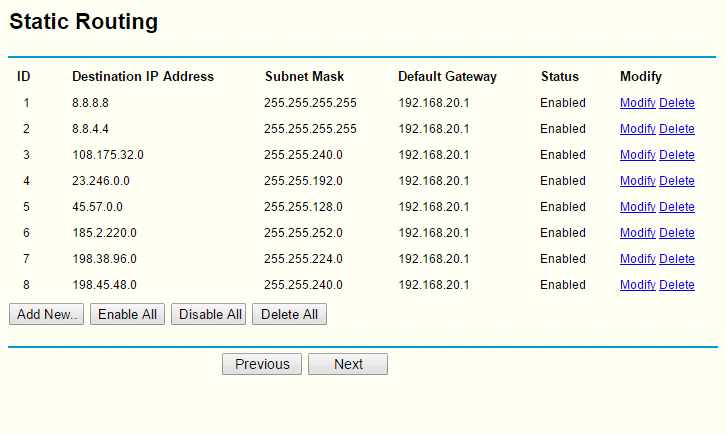 Static Routing
ID Destination IP Address Subnet Mask Default Gateway Status Modify
1 8.8.8.8 255.255.255.255 192.168.20.1 Enabled Modify Delete
2 8.8.4.4 255.255.255.255 192.168.20.1 Enabled Modify Delete
3 108.175.32.0 255.255.240.0 192.168.20.1 Enabled Modify Delete
4 23.246.0.0 255.255.192.0 192.168.20.1 Enabled Modify Delete
5 45.57.0.0 255.255.128.0 192.168.20.1 Enabled Modify Delete
6 185.2.220.0 255.255.252.0 192.168.20.1 Enabled Modify Delete
7 198.38.96.0 255.255.224.0 192.168.20.1 Enabled Modify Delete
8 198.45.48.0 255.255.240.0 192.168.20.1 Enabled Modify Delete
Add New.. Enable All Disable All Delete All
Previous Next